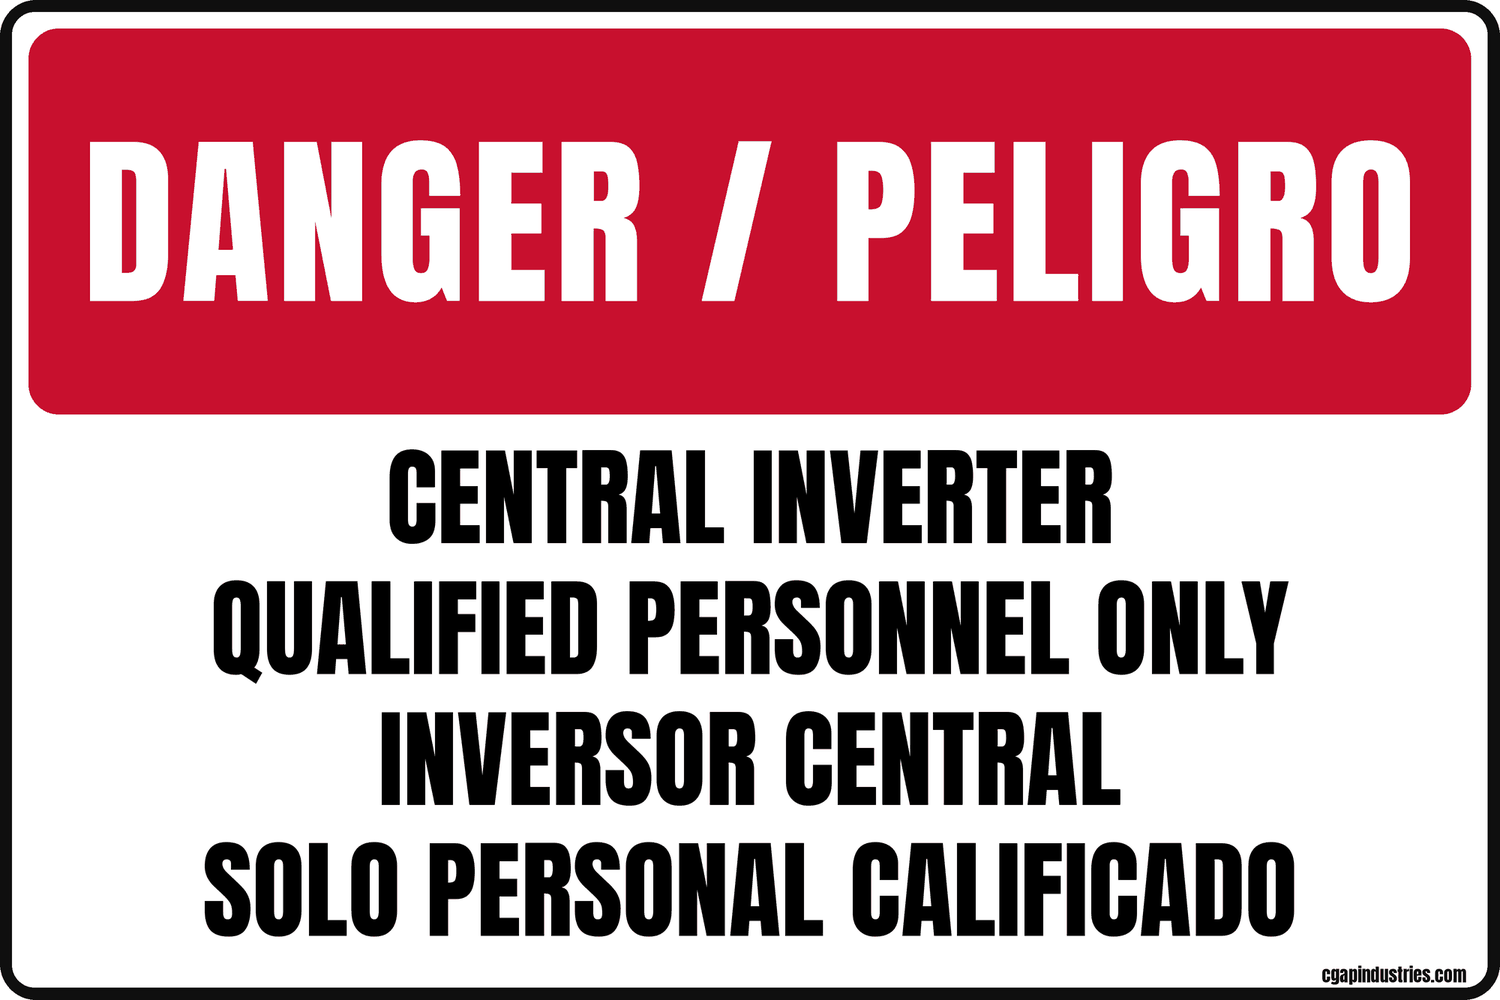 DANGER / PELIGRO
CENTRAL INVERTER
QUALIFIED PERSONNEL ONLY
INVERSOR CENTRAL
SOLO PERSONAL CALIFICADO
cgapindustries.com